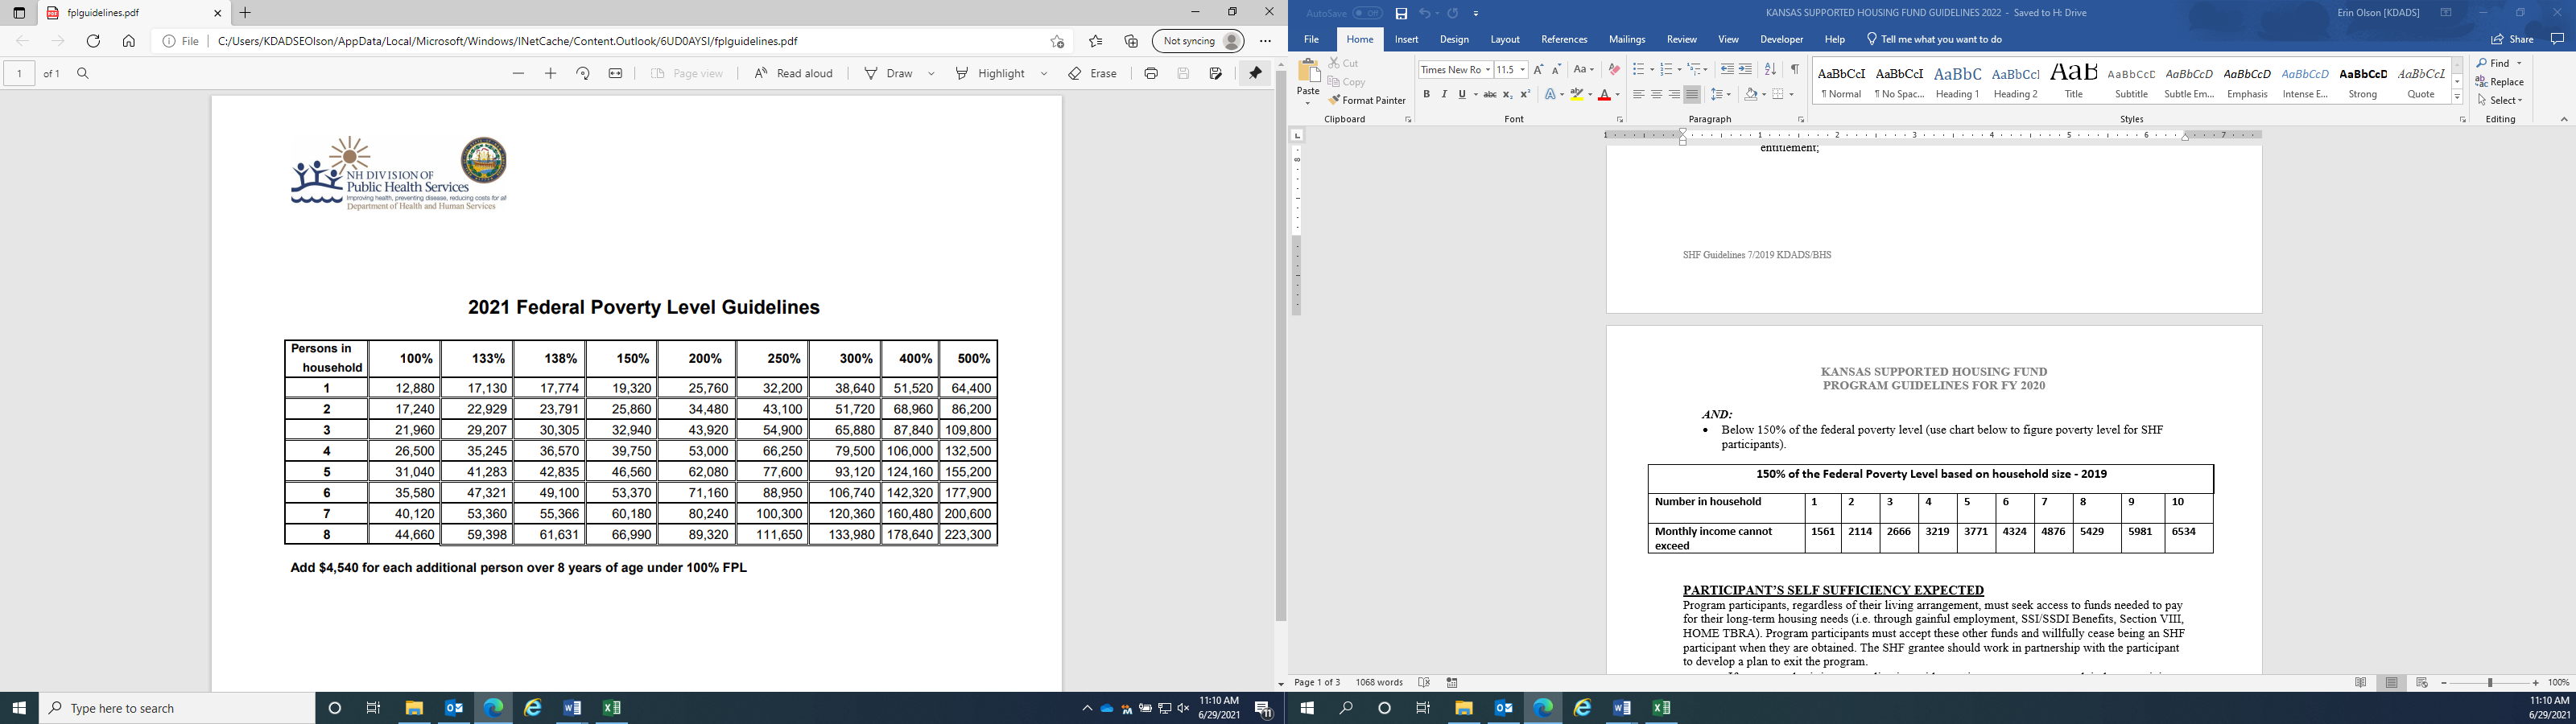 fplguidelines.pdf
File
C:/Users/KDADSEOlson/AppData/Local/Microsoft/Windows/INetCache/Content.Outlook/6UD0AYSI/fplguidelines.pdf
Not syncing
1 of 1
Page view
Read aloud
Draw
Highlight
Erase
NH DIVISION OF
Public Health Services
Improving health, preventing disease, reducing costs for all
Department of Health and Human Services
2021 Federal Poverty Level Guidelines
Persons in household 100% 133% 138% 150% 200% 250% 300% 400% 500%
1 12,880 17,130 17,774 19,320 25,760 32,200 38,640 51,520 64,400
2 17,240 22,929 23,791 25,860 34,480 43,100 51,720 68,960 86,200
3 21,960 29,207 30,305 32,940 43,920 54,900 65,880 87,840 109,800
4 26,500 35,245 36,570 39,750 53,000 66,250 79,500 106,000 132,500
5 31,040 41,283 42,835 46,560 62,080 77,600 93,120 124,160 155,200
6 35,580 47,321 49,100 53,370 71,160 88,950 106,740 142,320 177,900
7 40,120 53,360 55,366 60,180 80,240 100,300 120,360 160,480 200,600
8 44,660 59,398 61,631 66,990 89,320 111,650 133,980 178,640 223,300
Add $4,540 for each additional person over 8 years of age under 100% FPL
Type here to search
11:10 AM
6/29/2021
11
AutoSave Off
KANSAS SUPPORTED HOUSING FUND GUIDELINES 2022 - Saved to H: Drive
Erin Olson [KDADS]
File Home Insert Design Layout References Mailings Review View Developer Help Tell me what you want to do
Share
Paste
Cut
Copy
Format Painter
Clipboard
Times New Ro 11.5
Font
Paragraph
AaBbCcI AaBbCcI AaBbC AaBbCcI AaB AaBbCcD AaBbCcD AaBbCcD AaBbCcD AaBbCcD AaBbCcL
¶ Normal ¶ No Spac... Heading 1 Heading 2 Title Subtitle Subtle Em... Emphasis Intense E... Strong Quote
Styles
Find
Replace
Select
Editing
entitlement;
SHF Guidelines 7/2019 KDADS/BHS
KANSAS SUPPORTED HOUSING FUND
PROGRAM GUIDELINES FOR FY 2020
AND:
• Below 150% of the federal poverty level (use chart below to figure poverty level for SHF
participants).
150% of the Federal Poverty Level based on household size - 2019
Number in household 1 2 3 4 5 6 7 8 9 10
Monthly income cannot exceed 1561 2114 2666 3219 3771 4324 4876 5429 5981 6534
PARTICIPANT’S SELF SUFFICIENCY EXPECTED
Program participants, regardless of their living arrangement, must seek access to funds needed to pay
for their long-term housing needs (i.e. through gainful employment, SSI/SSDI Benefits, Section VIII,
HOME TBRA). Program participants must accept these other funds and willfully cease being an SHF
participant when they are obtained. The SHF grantee should work in partnership with the participant
to develop a plan to exit the program.
Page 1 of 3 1068 words
100%
11:10 AM
6/29/2021